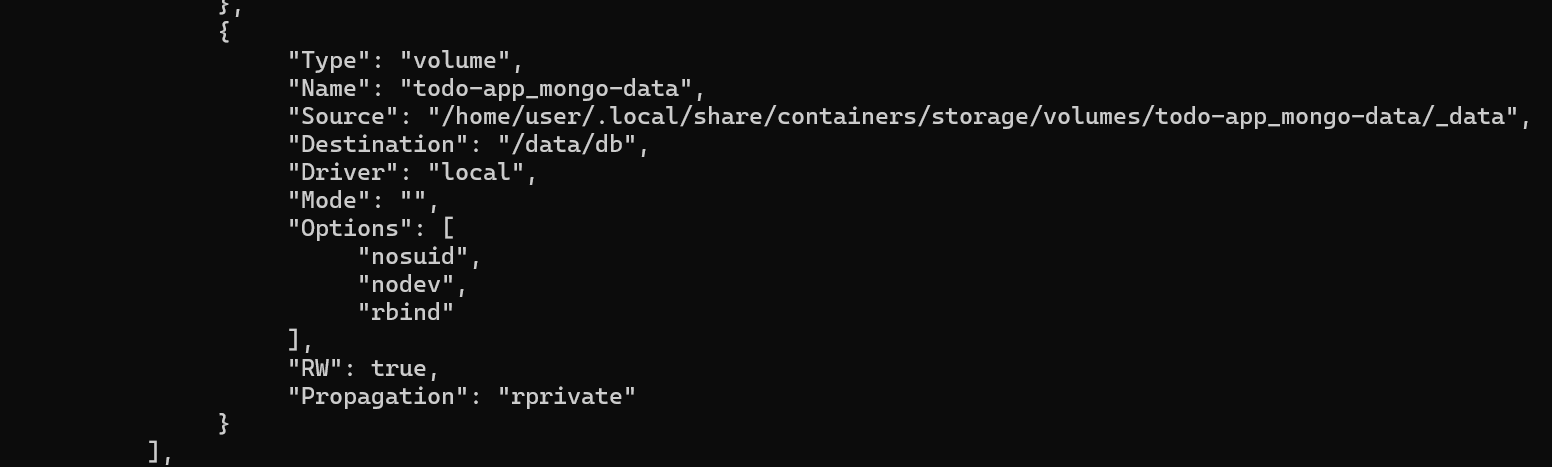 },
{
"Type": "volume",
"Name": "todo-app_mongo-data",
"Source": "/home/user/.local/share/containers/storage/volumes/todo-app_mongo-data/_data",
"Destination": "/data/db",
"Driver": "local",
"Mode": "",
"Options": [
"nosuid",
"nodev",
"rbind"
],
"RW": true,
"Propagation": "rprivate"
}
],